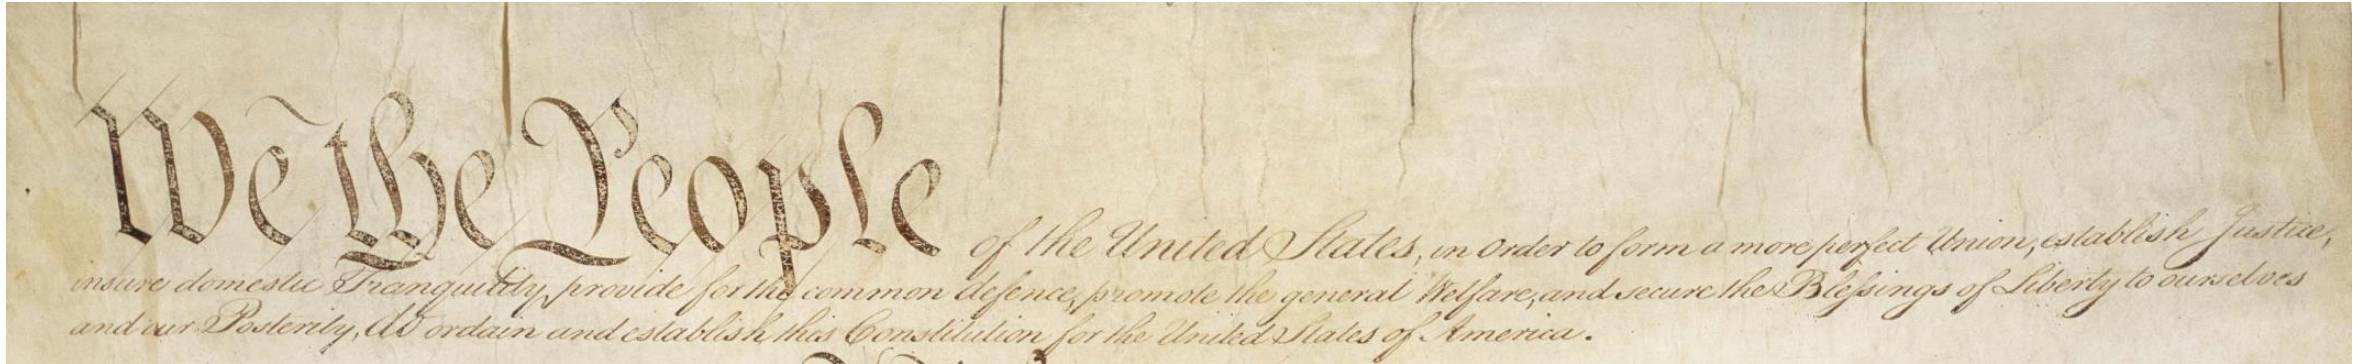 We the People of the United States, in Order to form a more perfect Union, establish Justice,
insure domestic Tranquility, provide for the common defence, promote the general Welfare, and secure the Blessings of Liberty to ourselves
and our Posterity, do ordain and establish this Constitution for the United States of America.